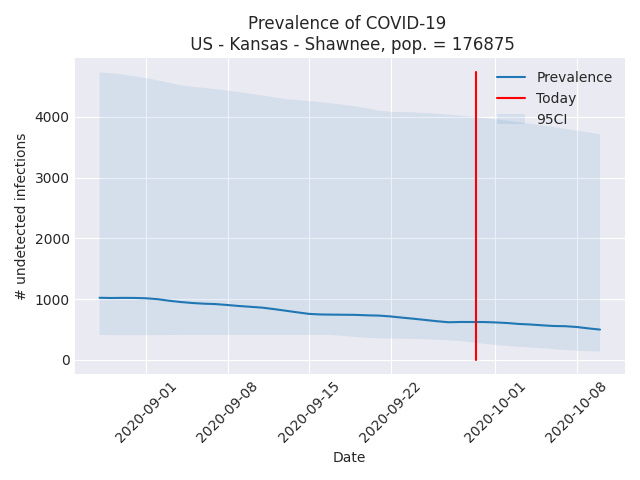 Prevalence of COVID-19
US - Kansas - Shawnee, pop. = 176875
Prevalence
Today
95CI
# undetected infections
4000
3000
2000
1000
0
2020-09-01
2020-09-08
2020-09-15
2020-09-22
2020-10-01
2020-10-08
Date